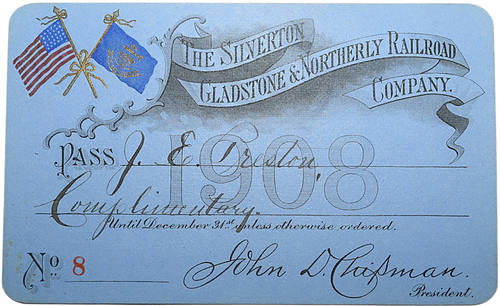 THE SILVERTON
GLADSTONE & NORTHERLY RAILROAD
COMPANY.
1908
PASS J. E. Preston,
Complimentary.
Until December 31st unless otherwise ordered.
No 8
John D. Chipman.
President.